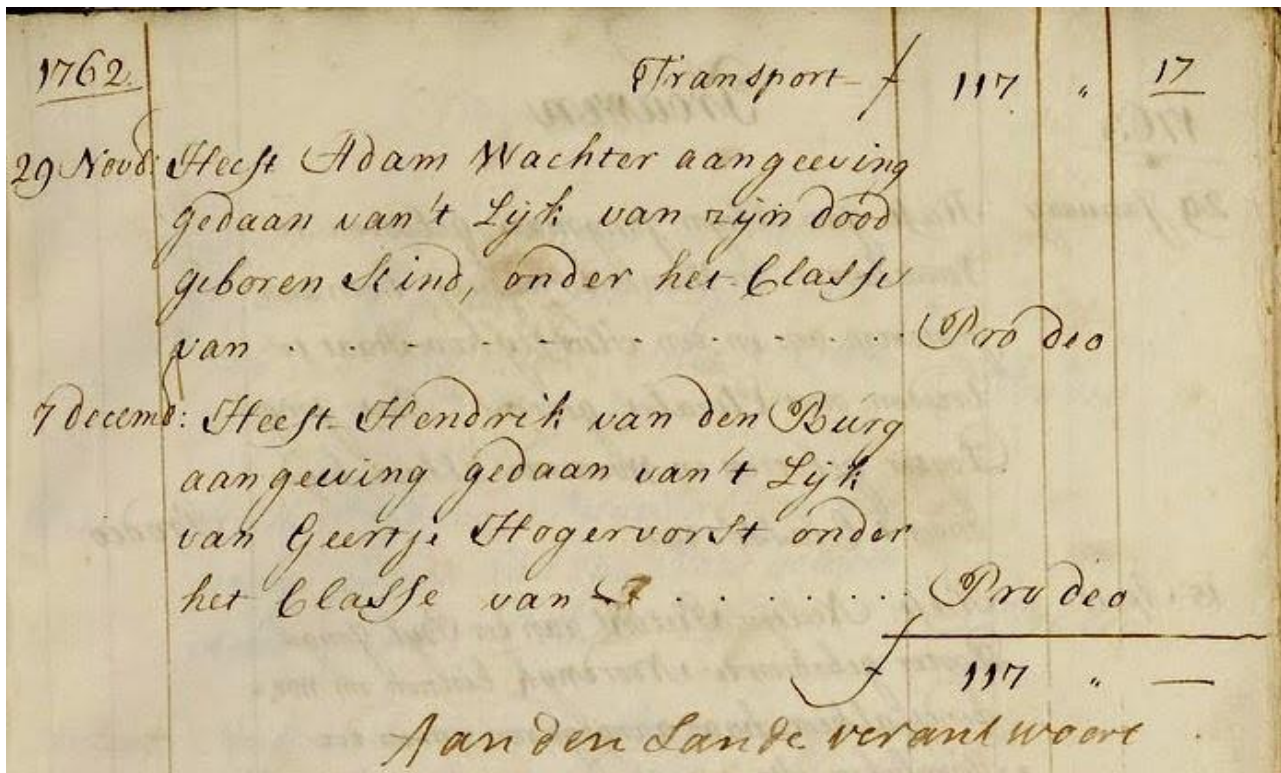 1762. Transport ƒ 117 " 17
29 Novb: Heeft Adam Wachter aangeeving
gedaan van't Lijk van zijn dood
geboren Kind, onder het Classe
van . . . . . . . . . . . . Pro deo
7 decemb: Heeft Hendrik van den Burg
aangeeving gedaan van't Lijk
van Geertje Hogervorst onder
het Classe van . . . . . . . . Pro deo
ƒ 117 " —
Aan den Lande verantwoort